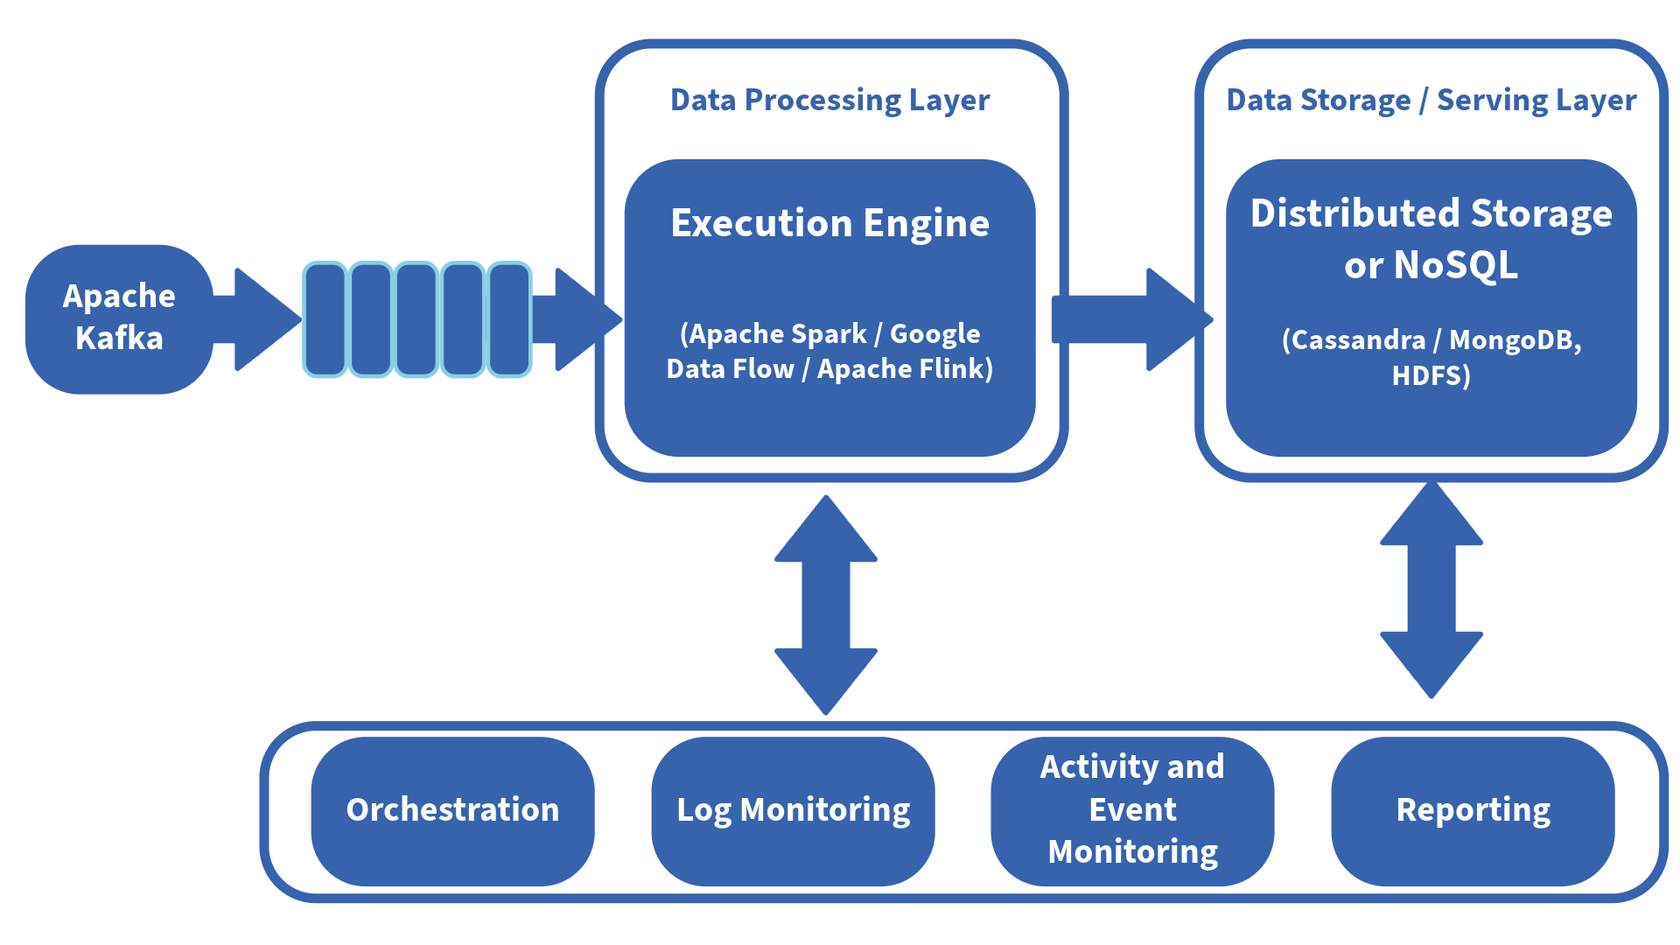 Data Processing Layer
Data Storage / Serving Layer
Apache
Kafka
Execution Engine
(Apache Spark / Google
Data Flow / Apache Flink)
Distributed Storage
or NoSQL
(Cassandra / MongoDB,
HDFS)
Orchestration
Log Monitoring
Activity and
Event
Monitoring
Reporting